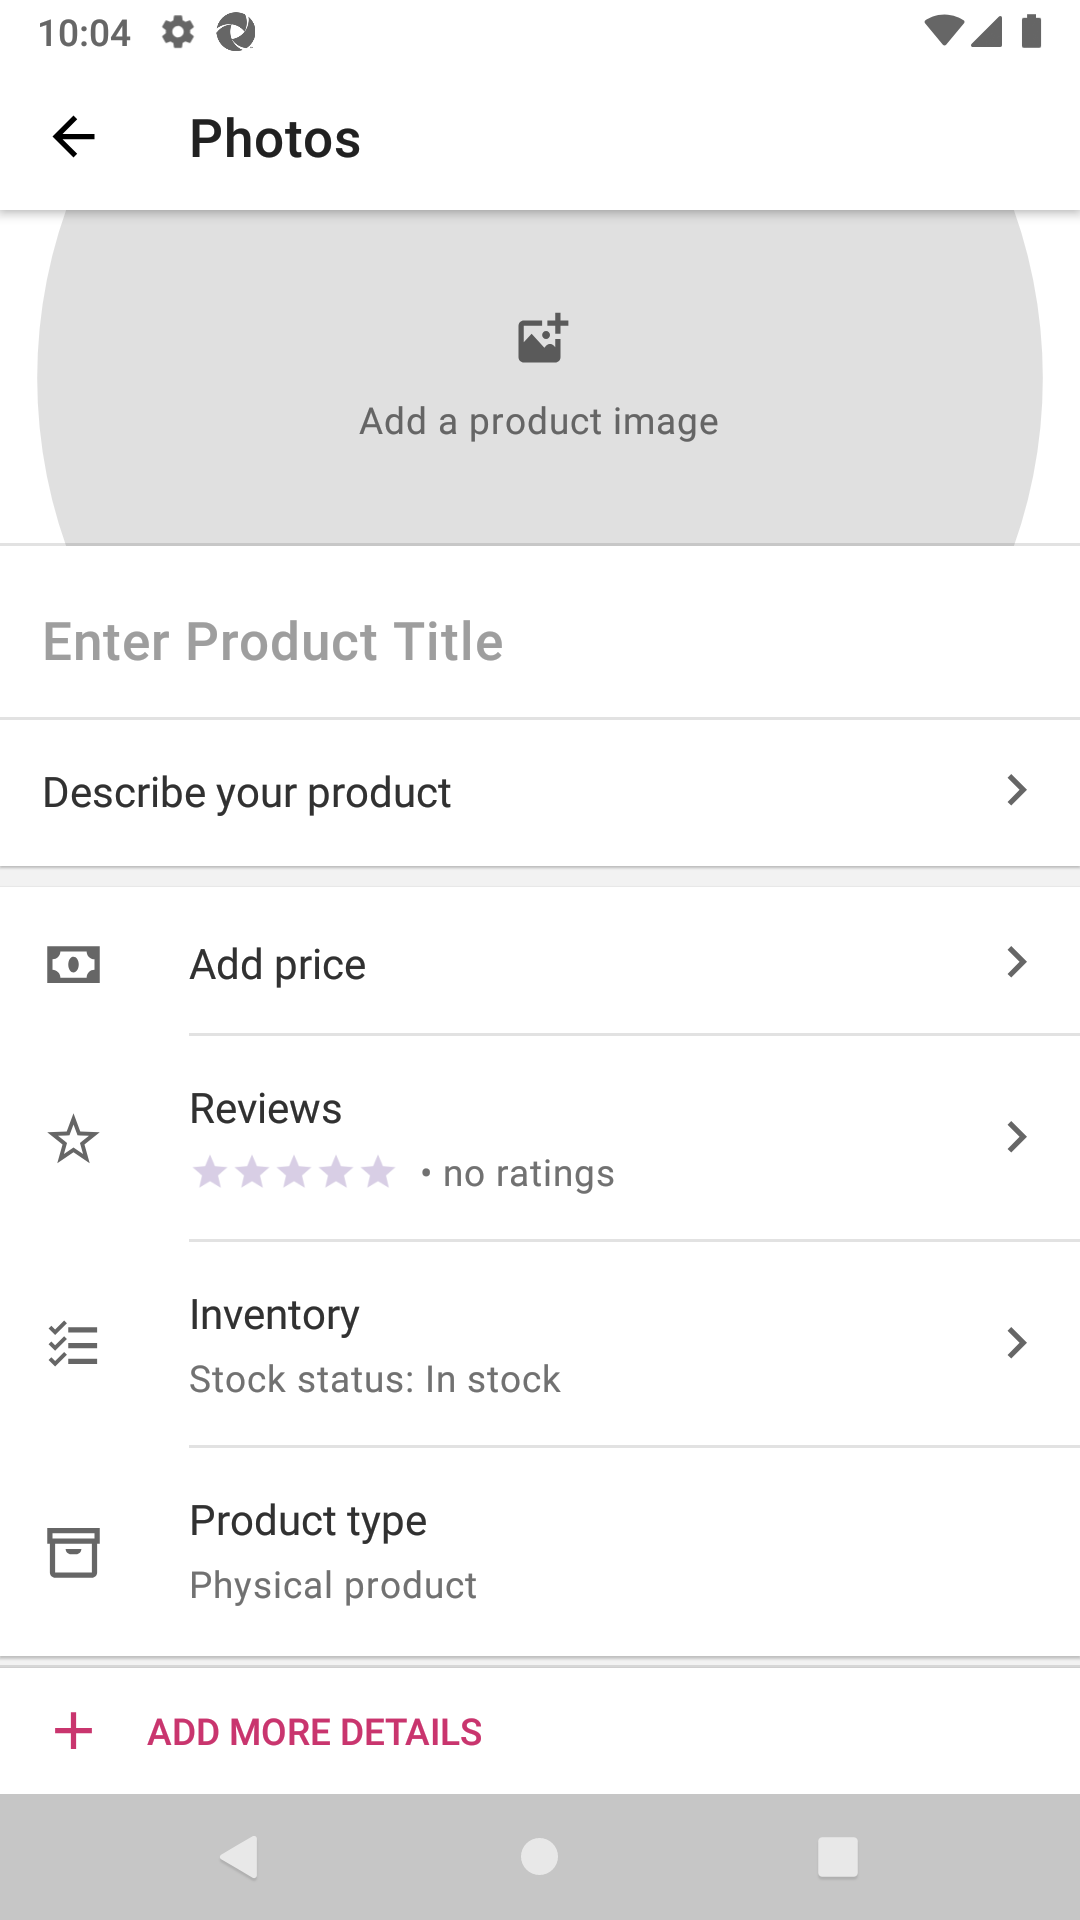 10:04
Photos
Add a product image
Enter Product Title
Describe your product
Add price
Reviews
• no ratings
Inventory
Stock status: In stock
Product type
Physical product
ADD MORE DETAILS